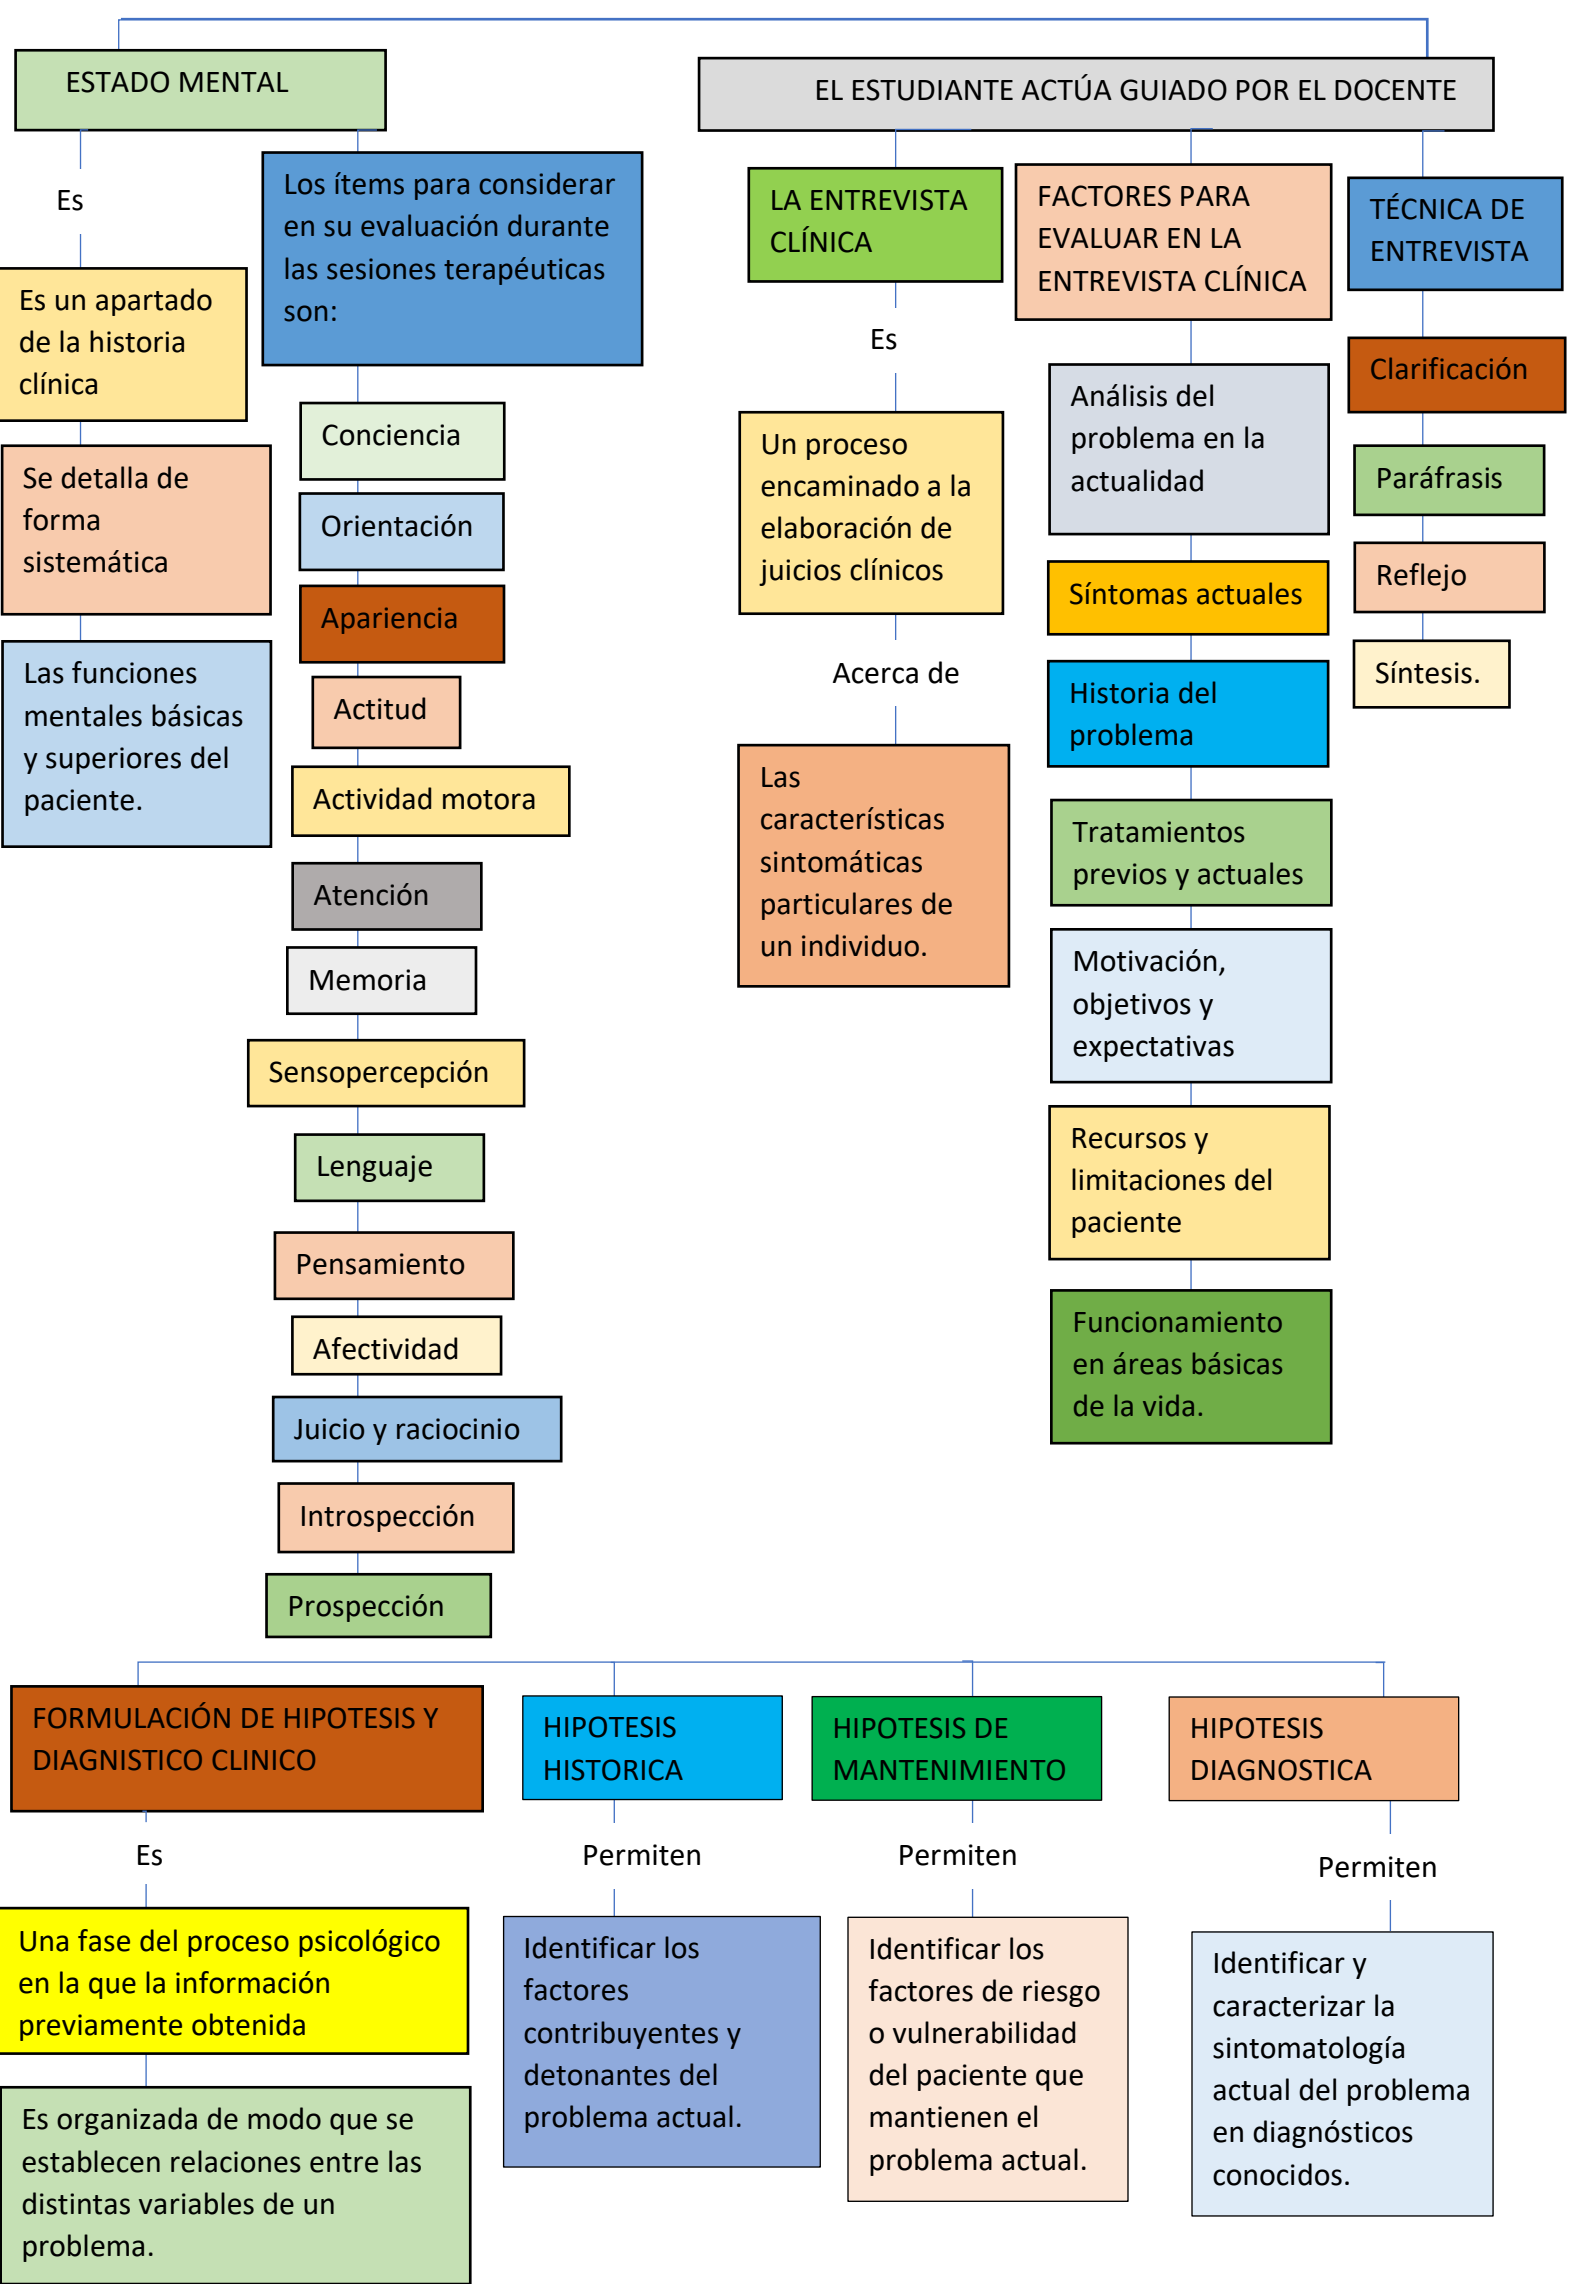 ESTADO MENTAL
Es
Es un apartado
de la historia
clínica
Se detalla de
forma
sistemática
Las funciones
mentales básicas
y superiores del
paciente.
Los ítems para considerar
en su evaluación durante
las sesiones terapéuticas
son:
Conciencia
Orientación
Apariencia
Actitud
Actividad motora
Atención
Memoria
Sensopercepción
Lenguaje
Pensamiento
Afectividad
Juicio y raciocinio
Introspección
Prospección
EL ESTUDIANTE ACTÚA GUIADO POR EL DOCENTE
LA ENTREVISTA
CLÍNICA
Es
Un proceso
encaminado a la
elaboración de
juicios clínicos
Acerca de
Las
características
sintomáticas
particulares de
un individuo.
FACTORES PARA
EVALUAR EN LA
ENTREVISTA CLÍNICA
Análisis del
problema en la
actualidad
Síntomas actuales
Historia del
problema
Tratamientos
previos y actuales
Motivación,
objetivos y
expectativas
Recursos y
limitaciones del
paciente
Funcionamiento
en áreas básicas
de la vida.
TÉCNICA DE
ENTREVISTA
Clarificación
Paráfrasis
Reflejo
Síntesis.
FORMULACIÓN DE HIPOTESIS Y
DIAGNISTICO CLINICO
Es
Una fase del proceso psicológico
en la que la información
previamente obtenida
Es organizada de modo que se
establecen relaciones entre las
distintas variables de un
problema.
HIPOTESIS
HISTORICA
Permiten
Identificar los
factores
contribuyentes y
detonantes del
problema actual.
HIPOTESIS DE
MANTENIMIENTO
Permiten
Identificar los
factores de riesgo
o vulnerabilidad
del paciente que
mantienen el
problema actual.
HIPOTESIS
DIAGNOSTICA
Permiten
Identificar y
caracterizar la
sintomatología
actual del problema
en diagnósticos
conocidos.